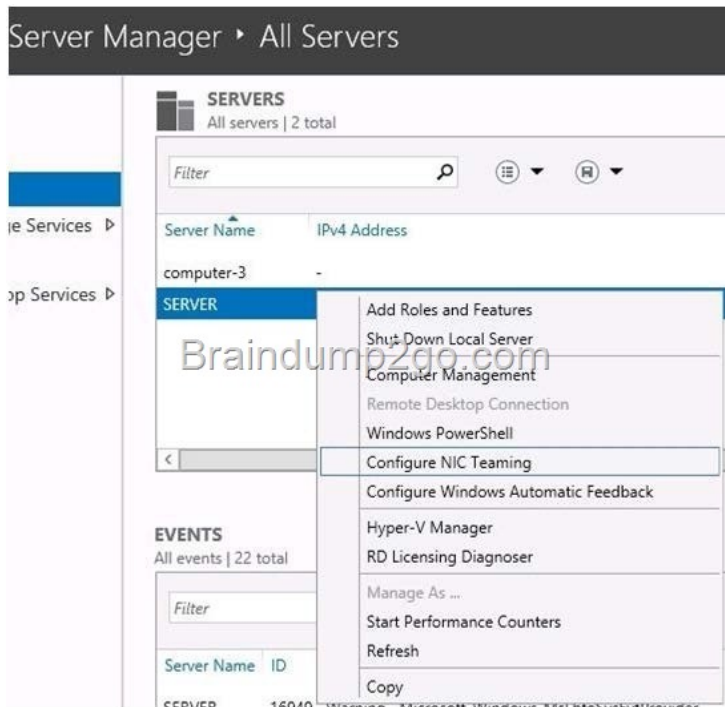 Server Manager ‣ All Servers
SERVERS
All servers | 2 total
Filter
ge Services
Server Name IPv4 Address
computer-3 -
op Services
SERVER
Add Roles and Features
Shut Down Local Server
Braindump2go.com
Computer Management
Remote Desktop Connection
Windows PowerShell
Configure NIC Teaming
Configure Windows Automatic Feedback
Hyper-V Manager
RD Licensing Diagnoser
Manage As ...
Start Performance Counters
Refresh
Copy
EVENTS
All events | 22 total
Filter
Server Name ID
SERVER